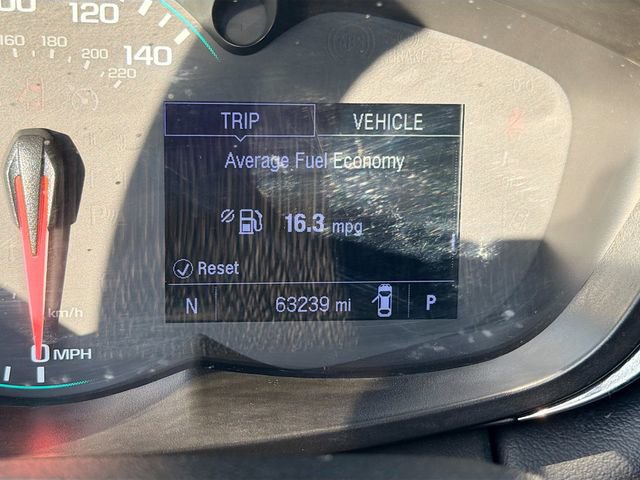 120
140
160
180
200
220
TRIP
VEHICLE
Average Fuel Economy
16.3 mpg
Reset
N 63239 mi P
km/h
0 MPH